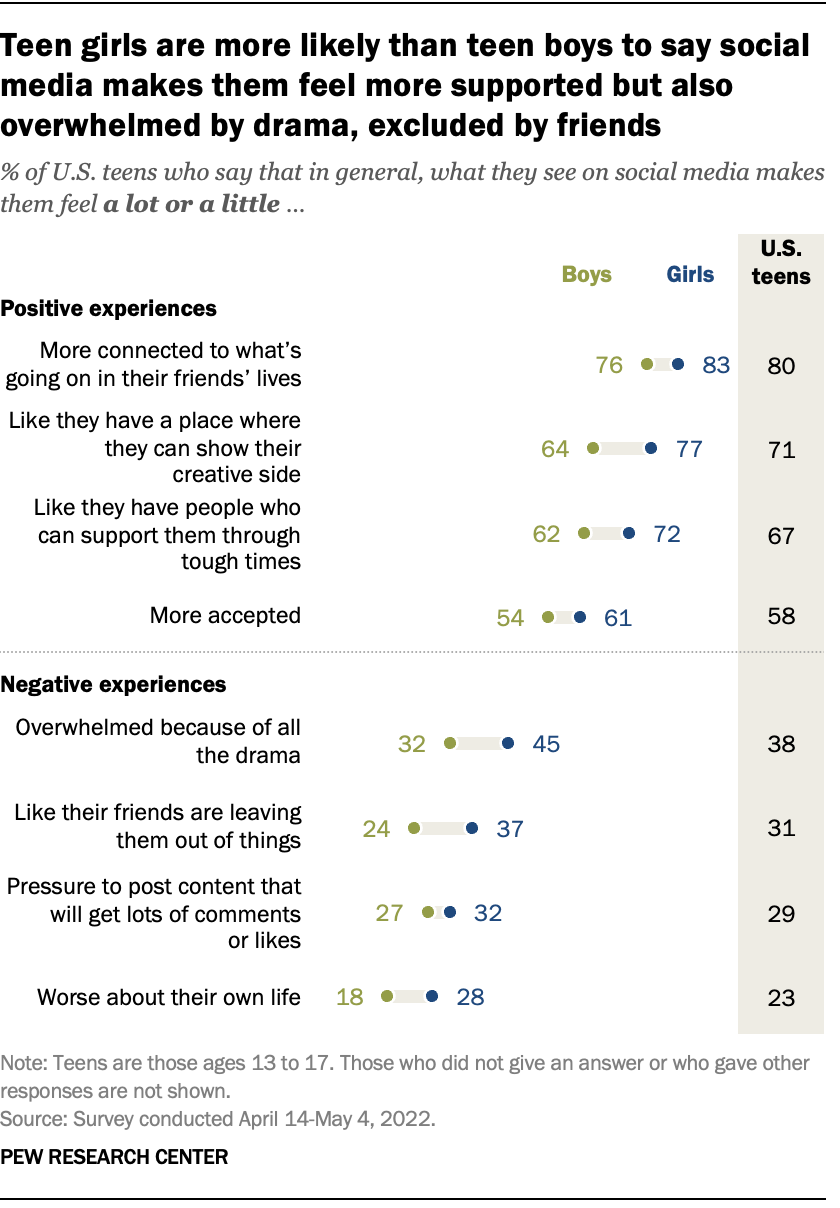 Teen girls are more likely than teen boys to say social
media makes them feel more supported but also
overwhelmed by drama, excluded by friends
% of U.S. teens who say that in general, what they see on social media makes
them feel a lot or a little ...
Boys Girls U.S. teens
Positive experiences
More connected to what’s
going on in their friends’ lives
76 83 80
Like they have a place where
they can show their
creative side
64 77 71
Like they have people who
can support them through
tough times
62 72 67
More accepted 54 61 58
Negative experiences
Overwhelmed because of all
the drama
32 45 38
Like their friends are leaving
them out of things
24 37 31
Pressure to post content that
will get lots of comments
or likes
27 32 29
Worse about their own life 18 28 23
Note: Teens are those ages 13 to 17. Those who did not give an answer or who gave other
responses are not shown.
Source: Survey conducted April 14-May 4, 2022.
PEW RESEARCH CENTER